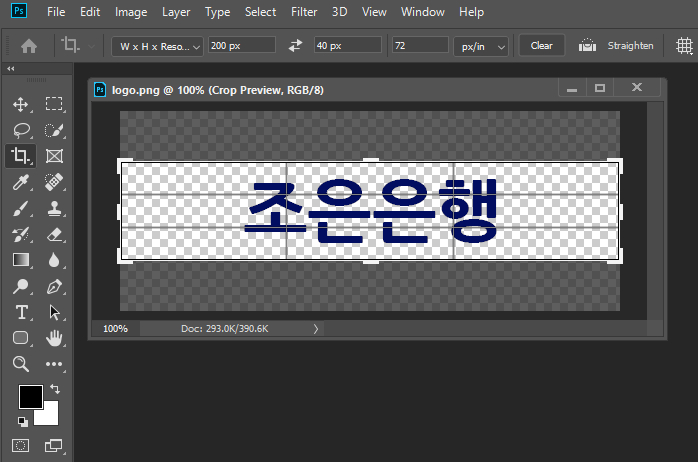 Ps File Edit Image Layer Type Select Filter 3D View Window Help
W x H x Reso... 200 px 40 px 72 px/in Clear Straighten
Ps logo.png @ 100% (Crop Preview, RGB/8)
조은은행
T
100% Doc: 293.0K/390.6K